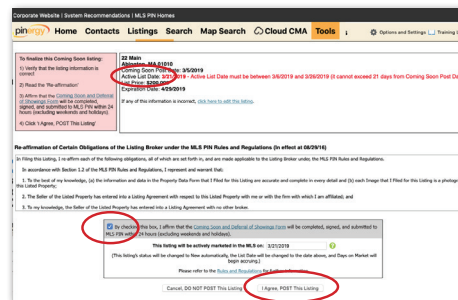 Corporate Website | System Recommendations | MLS PIN Homes
pinergy Home Contacts Listings Search Map Search Cloud CMA Tools Options and Settings Training
To finalize this Coming Soon listing:
1) Verify that the listing information is
correct
2) Read the 'Re-affirmation'
3) Affirm that the Coming Soon and Deferral
of Showings Form will be completed,
signed, and submitted to MLS PIN within 24
hours (excluding weekends and holidays).
4) Click 'I Agree, POST This Listing'
22 Main
Abington, MA 01010
Coming Soon Post Date: 3/5/2019
Active List Date: 3/31/2019 - Active List Date must be between 3/6/2019 and 3/26/2019 (it cannot exceed 21 days from Coming Soon Post Da
List Price: $200,000
Expiration Date: 4/29/2019
If any of this information is incorrect, click here to edit this listing.
Re-affirmation of Certain Obligations of the Listing Broker under the MLS PIN Rules and Regulations (in effect at 08/29/16)
In Filing this Listing, I re-affirm each of the following obligations, all of which are set forth in, and are made applicable to the Listing Broker under, the MLS PIN Rules and Regulations.
In accordance with Section 1.2 of the MLS PIN Rules and Regulations, I represent and warrant that:
1. To the best of my knowledge, (a) the information and data in the Property Data Form that I Filed for this Listing are accurate and complete in every detail and (b) each Image that I Filed for this Listing is a photogr
this Listed Property;
2. The Seller of the Listed Property has entered into a Listing Agreement with respect to this Listed Property with me or with the firm with which I am affiliated; and
3. To my knowledge, the Seller of the Listed Property has entered into a Listing Agreement with no other broker.
By checking the box, I affirm that the Coming Soon and Deferral of Showings Form will be completed, signed, and submitted to
MLS PIN within 24 hours (excluding weekends and holidays).
This listing will be actively marketed in the MLS on: 3/21/2019
(This listing's status will be changed to New automatically, the List Date will be changed to the date above, and Days on Market will
begin accruing.)
Please refer to the Rules and Regulations for further information.
Cancel, DO NOT POST This Listing I Agree, POST This Listing